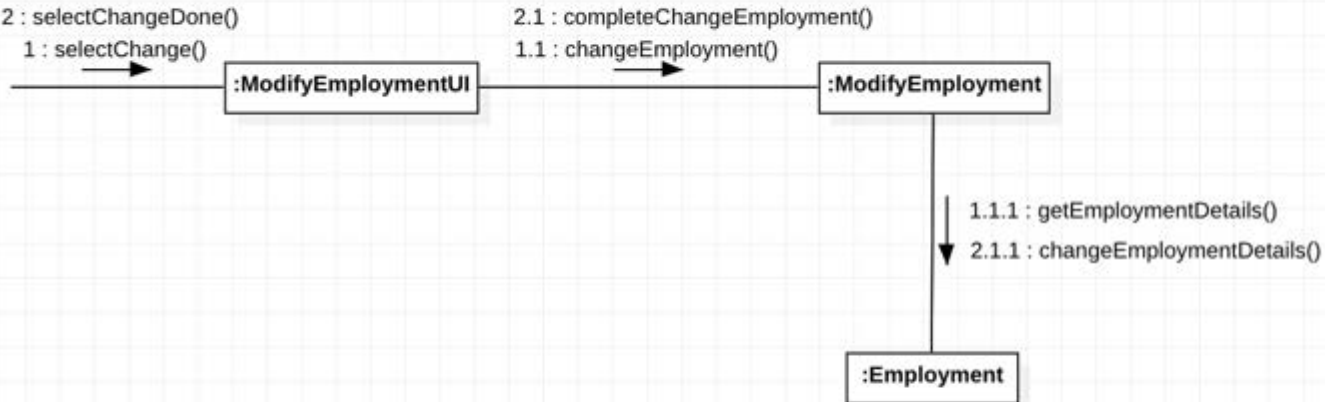 2 : selectChangeDone()
1 : selectChange()
2.1 : completeChangeEmployment()
1.1 : changeEmployment()
:ModifyEmploymentUI
:ModifyEmployment
1.1.1 : getEmploymentDetails()
2.1.1 : changeEmploymentDetails()
:Employment